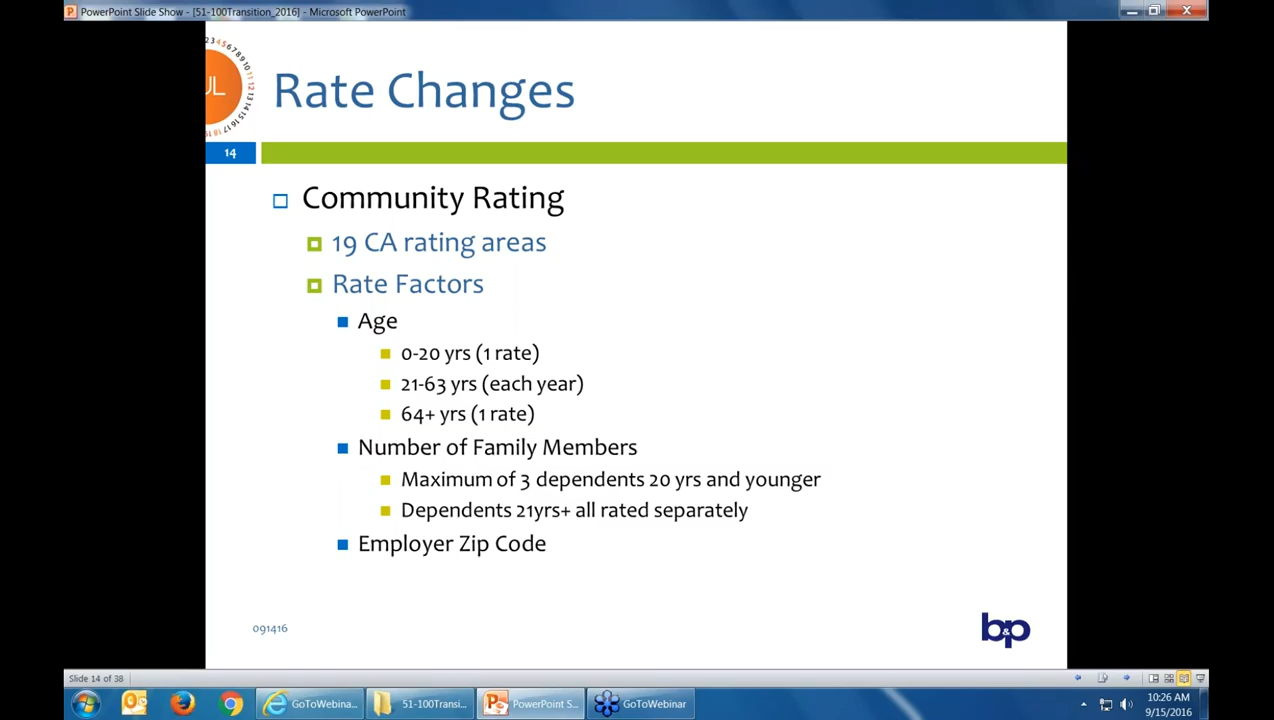 PowerPoint Slide Show - [51-100Transition_2016] - Microsoft PowerPoint
Rate Changes
14
Community Rating
19 CA rating areas
Rate Factors
Age
0-20 yrs (1 rate)
21-63 yrs (each year)
64+ yrs (1 rate)
Number of Family Members
Maximum of 3 dependents 20 yrs and younger
Dependents 21yrs+ all rated separately
Employer Zip Code
091416
b&p
Slide 14 of 38
GoToWebina... 51-100Transi... PowerPoint S... GoToWebinar
10:26 AM
9/15/2016